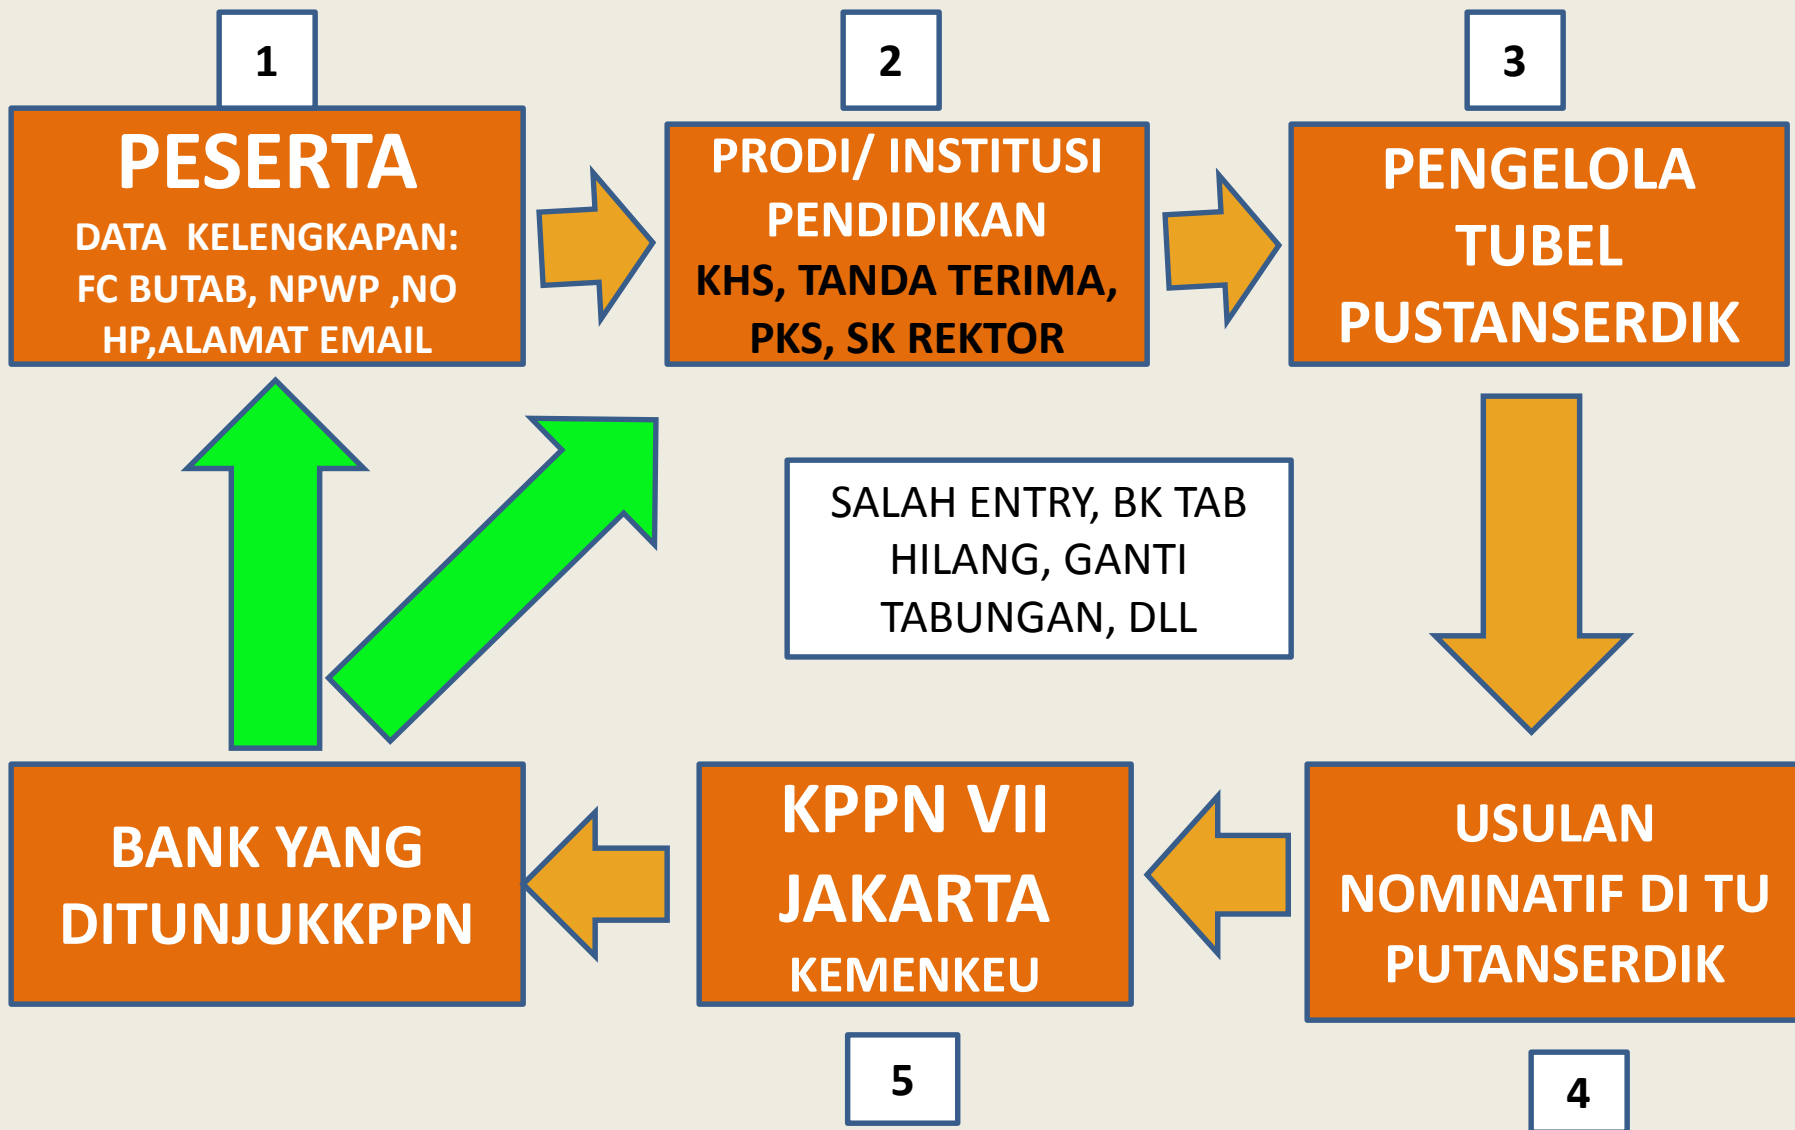 1
PESERTA
DATA  KELENGKAPAN:
FC BUTAB, NPWP ,NO
HP,ALAMAT EMAIL
2
PRODI/ INSTITUSI
PENDIDIKAN
KHS, TANDA TERIMA,
PKS, SK REKTOR
3
PENGELOLA
TUBEL
PUSTANSERDIK
SALAH ENTRY, BK TAB
HILANG, GANTI
TABUNGAN, DLL
BANK YANG
DITUNJUKKPPN
KPPN VII
JAKARTA
KEMENKEU
5
USULAN
NOMINATIF DI TU
PUTANSERDIK
4